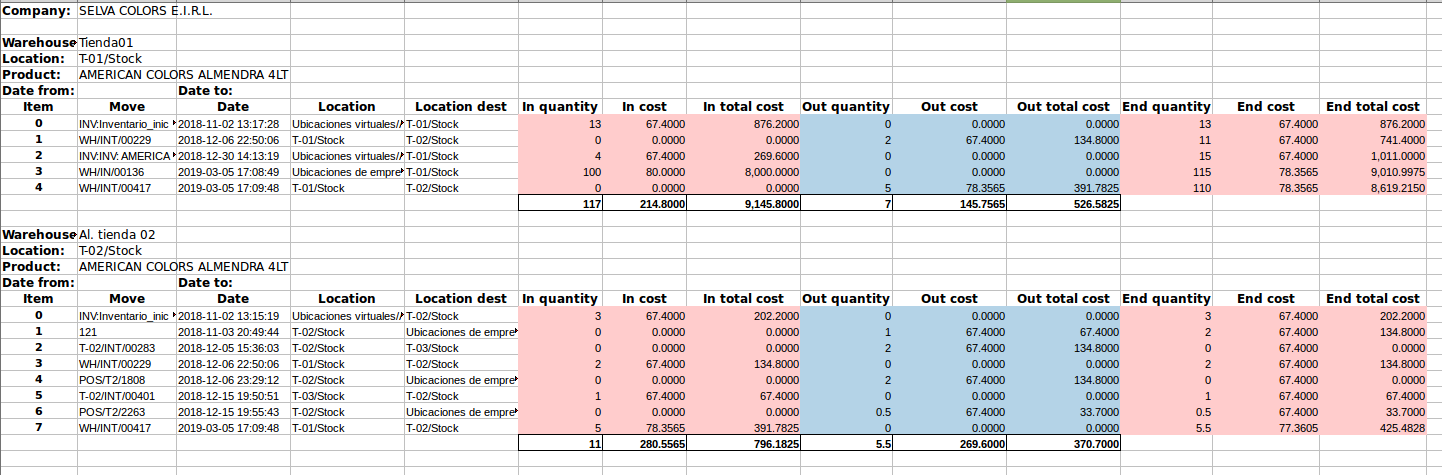 Company: SELVA COLORS E.I.R.L.
Warehouse Tienda01
Location: T-01/Stock
Product: AMERICAN COLORS ALMENDRA 4LT
Date from: Date to:
Item Move Date Location Location dest In quantity In cost In total cost Out quantity Out cost Out total cost End quantity End cost End total cost
0 INV:Inventario_inic 2018-11-02 13:17:28 Ubicaciones virtuales// T-01/Stock 13 67.4000 876.2000 0 0.0000 0.0000 13 67.4000 876.2000
1 WH/INT/00229 2018-12-06 22:50:06 T-01/Stock T-02/Stock 0 0.0000 0.0000 2 67.4000 134.8000 11 67.4000 741.4000
2 INV:INV: AMERICA 2018-12-30 14:13:19 Ubicaciones virtuales// T-01/Stock 4 67.4000 269.6000 0 0.0000 0.0000 15 67.4000 1,011.0000
3 WH/IN/00136 2019-03-05 17:08:49 Ubicaciones de empre T-01/Stock 100 80.0000 8,000.0000 0 0.0000 0.0000 115 78.3565 9,010.9975
4 WH/INT/00417 2019-03-05 17:09:48 T-01/Stock T-02/Stock 0 0.0000 0.0000 5 78.3565 391.7825 110 78.3565 8,619.2150
117 214.8000 9,145.8000 7 145.7565 526.5825
Warehouse Al. tienda 02
Location: T-02/Stock
Product: AMERICAN COLORS ALMENDRA 4LT
Date from: Date to:
Item Move Date Location Location dest In quantity In cost In total cost Out quantity Out cost Out total cost End quantity End cost End total cost
0 INV:Inventario_inic 2018-11-02 13:15:19 Ubicaciones virtuales// T-02/Stock 3 67.4000 202.2000 0 0.0000 0.0000 3 67.4000 202.2000
1 121 2018-11-03 20:49:44 T-02/Stock Ubicaciones de empre 0 0.0000 0.0000 1 67.4000 67.4000 2 67.4000 134.8000
2 T-02/INT/00283 2018-12-05 15:36:03 T-02/Stock T-03/Stock 0 0.0000 0.0000 2 67.4000 134.8000 0 67.4000 0.0000
3 WH/INT/00229 2018-12-06 22:50:06 T-01/Stock T-02/Stock 2 67.4000 134.8000 0 0.0000 0.0000 2 67.4000 134.8000
4 POS/T2/1808 2018-12-06 23:29:12 T-02/Stock Ubicaciones de empre 0 0.0000 0.0000 2 67.4000 134.8000 0 67.4000 0.0000
5 T-02/INT/00401 2018-12-15 19:50:51 T-03/Stock T-02/Stock 1 67.4000 67.4000 0 0.0000 0.0000 1 67.4000 67.4000
6 POS/T2/2263 2018-12-15 19:55:43 T-02/Stock Ubicaciones de empre 0 0.0000 0.0000 0.5 67.4000 33.7000 0.5 67.4000 33.7000
7 WH/INT/00417 2019-03-05 17:09:48 T-01/Stock T-02/Stock 5 78.3565 391.7825 0 0.0000 0.0000 5.5 77.3605 425.4828
11 280.5565 796.1825 5.5 269.6000 370.7000